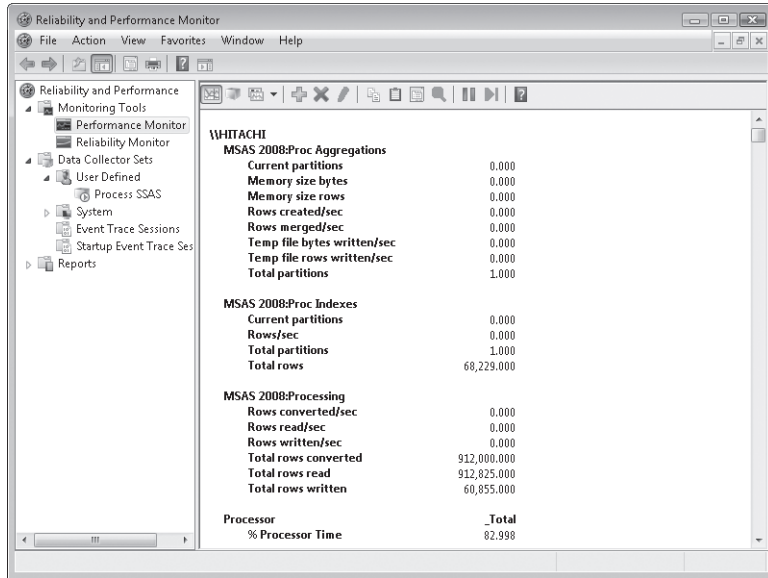 Reliability and Performance Monitor
File Action View Favorites Window Help
Reliability and Performance
Monitoring Tools
Performance Monitor
Reliability Monitor
Data Collector Sets
User Defined
Process SSAS
System
Event Trace Sessions
Startup Event Trace Ses
Reports
\\HITACHI
MSAS 2008:Proc Aggregations
Current partitions 0.000
Memory size bytes 0.000
Memory size rows 0.000
Rows created/sec 0.000
Rows merged/sec 0.000
Temp file bytes written/sec 0.000
Temp file rows written/sec 0.000
Total partitions 1.000
MSAS 2008:Proc Indexes
Current partitions 0.000
Rows/sec 0.000
Total partitions 1.000
Total rows 68,229.000
MSAS 2008:Processing
Rows converted/sec 0.000
Rows read/sec 0.000
Rows written/sec 0.000
Total rows converted 912,000.000
Total rows read 912,825.000
Total rows written 60,855.000
Processor _Total
% Processor Time 82.998